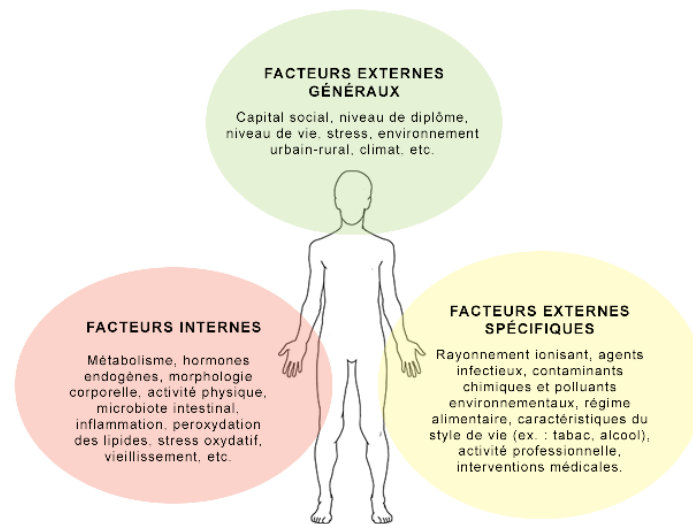 FACTEURS EXTERNES
GÉNÉRAUX
Capital social, niveau de diplôme,
niveau de vie, stress, environnement
urbain-rural, climat, etc.
FACTEURS INTERNES
Métabolisme, hormones
endogènes, morphologie
corporelle, activité physique,
microbiote intestinal,
inflammation, peroxydation
des lipides, stress oxydatif,
vieillissement, etc.
FACTEURS EXTERNES
SPÉCIFIQUES
Rayonnement ionisant, agents
infectieux, contaminants
chimiques et polluants
environnementaux, régime
alimentaire, caractéristiques du
style de vie (ex. : tabac, alcool),
activité professionnelle,
interventions médicales.